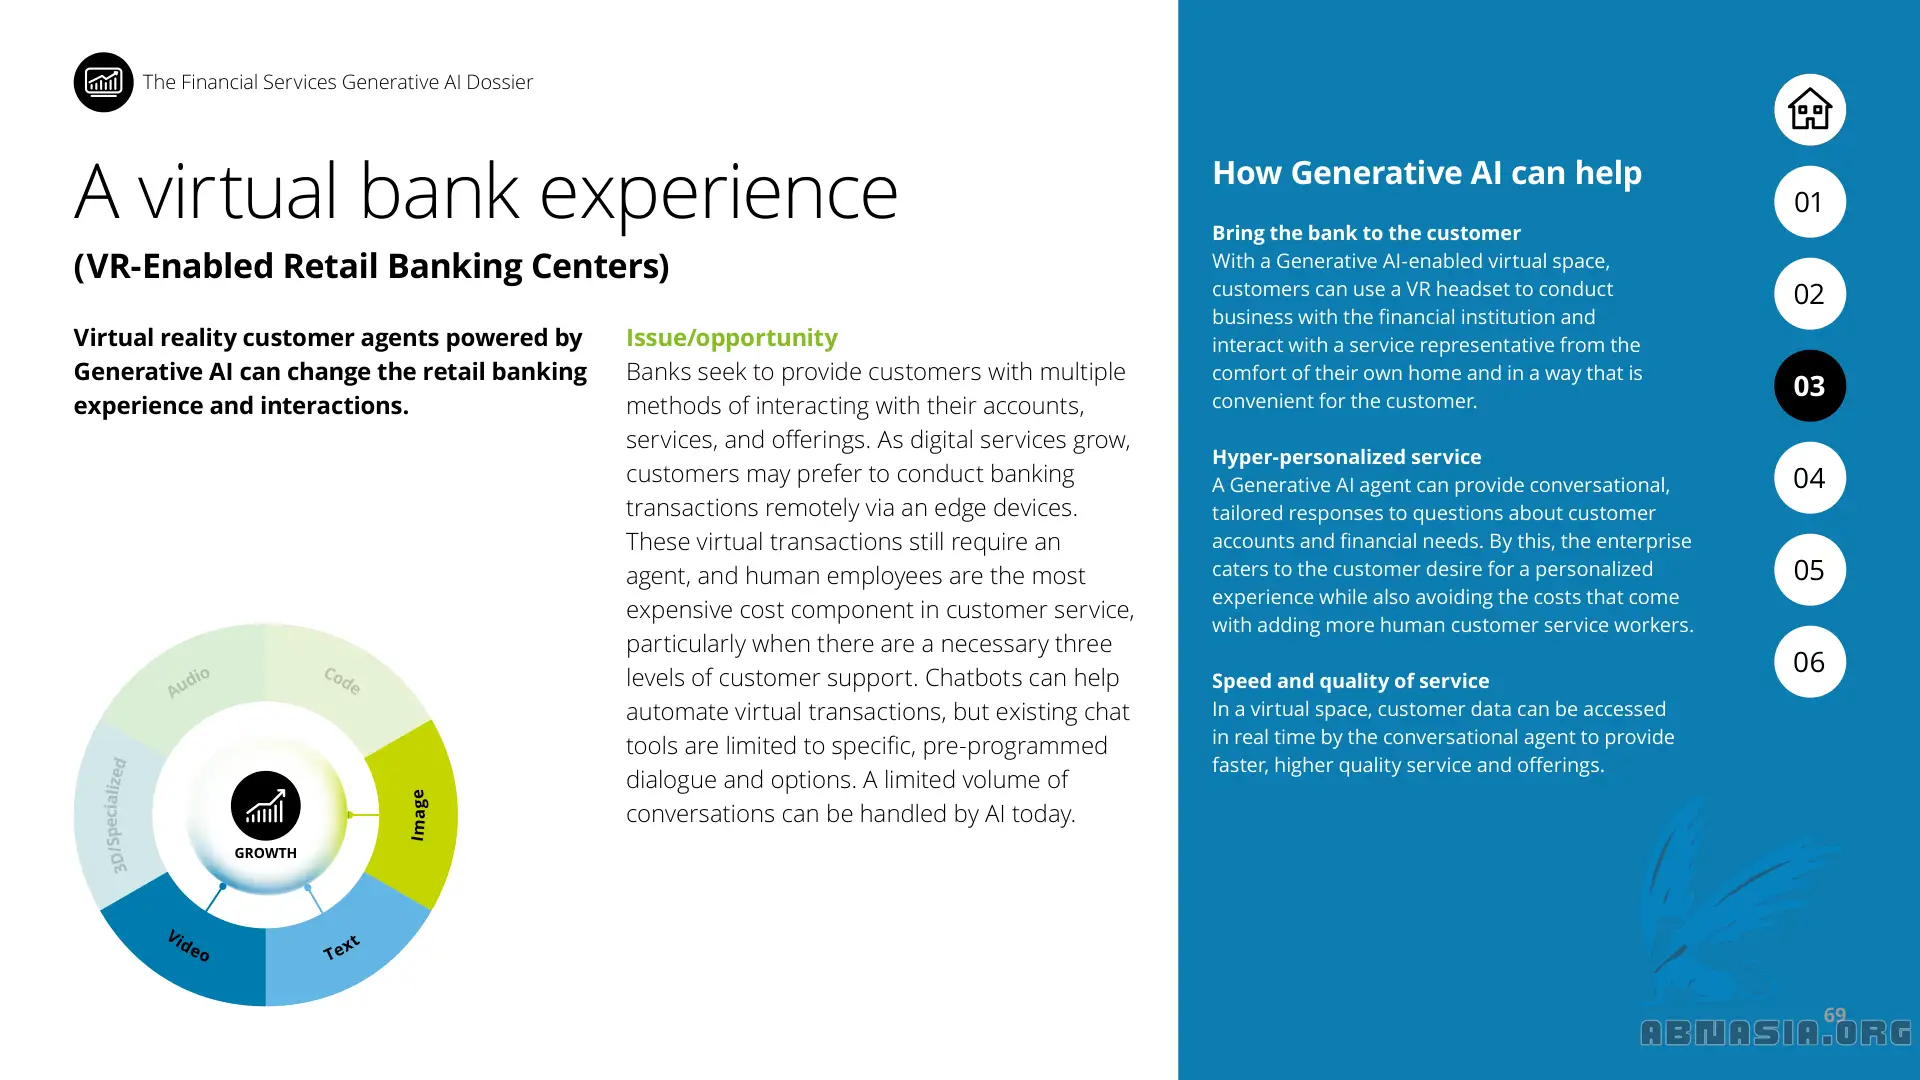 The Financial Services Generative AI Dossier
A virtual bank experience
(VR-Enabled Retail Banking Centers)
Virtual reality customer agents powered by
Generative AI can change the retail banking
experience and interactions.
Audio
Code
3D/Specialized
Image
GROWTH
Video
Text
Issue/opportunity
Banks seek to provide customers with multiple
methods of interacting with their accounts,
services, and offerings. As digital services grow,
customers may prefer to conduct banking
transactions remotely via an edge devices.
These virtual transactions still require an
agent, and human employees are the most
expensive cost component in customer service,
particularly when there are a necessary three
levels of customer support. Chatbots can help
automate virtual transactions, but existing chat
tools are limited to specific, pre-programmed
dialogue and options. A limited volume of
conversations can be handled by AI today.
How Generative AI can help
Bring the bank to the customer
With a Generative AI-enabled virtual space,
customers can use a VR headset to conduct
business with the financial institution and
interact with a service representative from the
comfort of their own home and in a way that is
convenient for the customer.
Hyper-personalized service
A Generative AI agent can provide conversational,
tailored responses to questions about customer
accounts and financial needs. By this, the enterprise
caters to the customer desire for a personalized
experience while also avoiding the costs that come
with adding more human customer service workers.
Speed and quality of service
In a virtual space, customer data can be accessed
in real time by the conversational agent to provide
faster, higher quality service and offerings.
01
02
03
04
05
06
69
ABNASIA.ORG